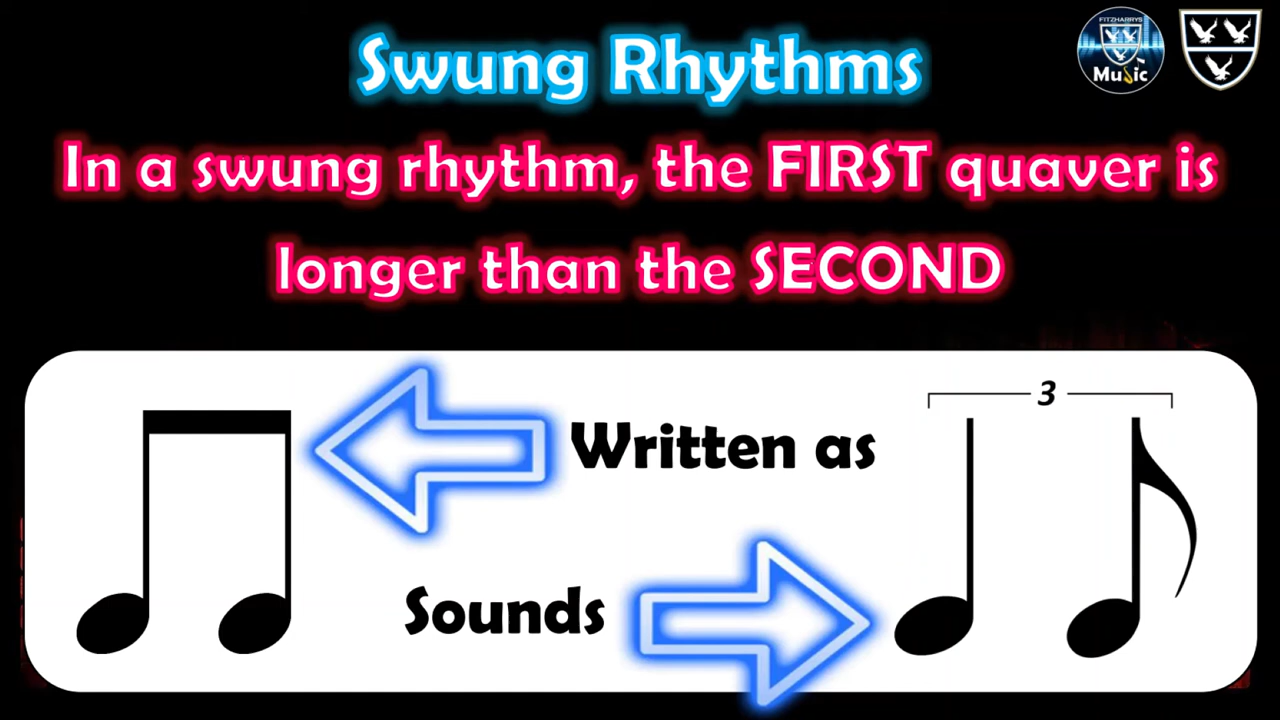 Swung Rhythms
FITZHARRYS
Music
In a swung rhythm, the FIRST quaver is
longer than the SECOND
3
Written as
Sounds